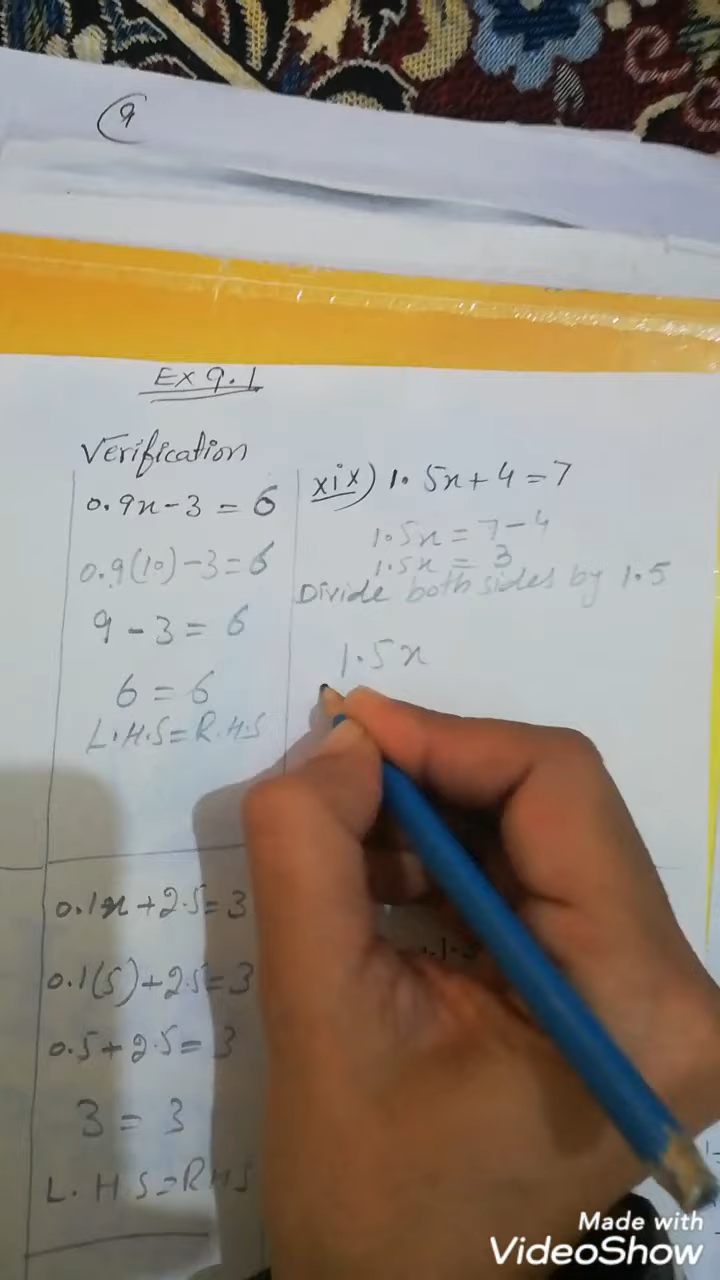 9
Ex 9.1
Verification
0.9x - 3 = 6
0.9(10) - 3 = 6
9 - 3 = 6
6 = 6
L.H.S = R.H.S
xix) 1.5x + 4 = 7
1.5x = 7 - 4
1.5x = 3
Divide both sides by 1.5
1.5x
0.1x + 2.5 = 3
0.1(5) + 2.5 = 3
0.5 + 2.5 = 3
3 = 3
L.H S = R H S
Made with
VideoShow